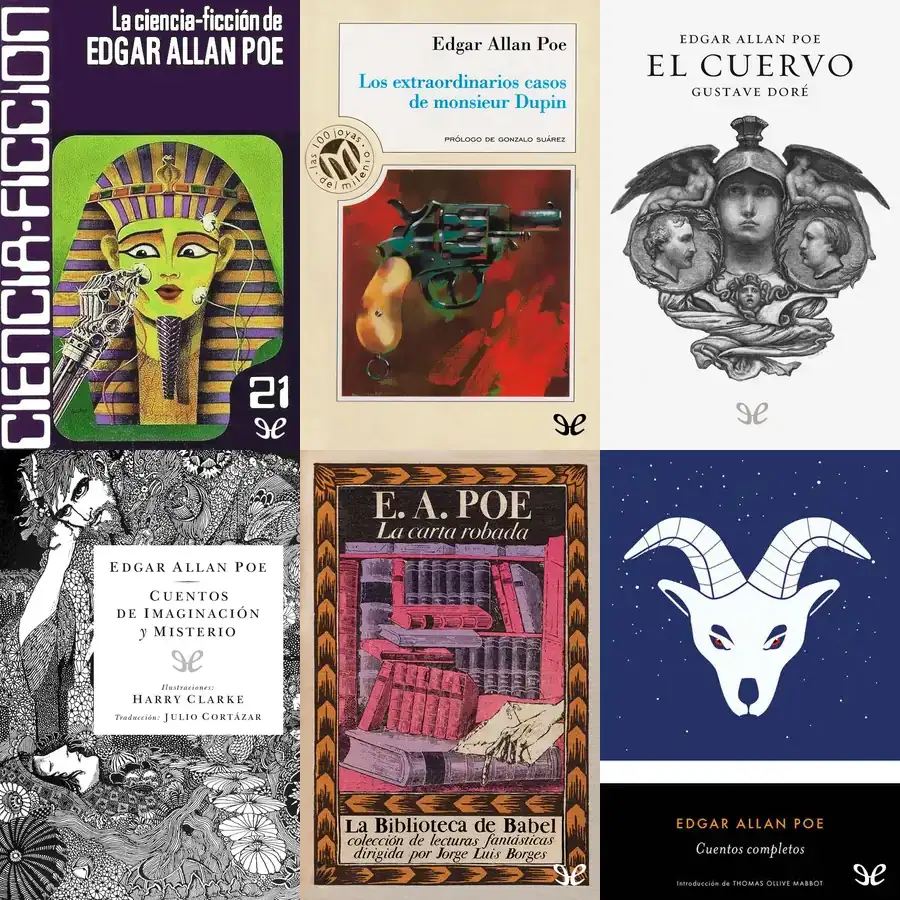 CIENCIA-FICCION
La ciencia-ficción de
EDGAR ALLAN POE
21
Edgar Allan Poe
Los extraordinarios casos
de monsieur Dupin
PRÓLOGO DE GONZALO SUÁREZ
las 100 joyas
del milenio
EDGAR ALLAN POE
EL CUERVO
GUSTAVE DORÉ
EDGAR ALLAN POE
CUENTOS
DE IMAGINACIÓN
y MISTERIO
Ilustraciones:
HARRY CLARKE
Traducción: JULIO CORTÁZAR
E. A. POE
La carta robada
La Biblioteca de Babel
colección de lecturas fantásticas
dirigida por Jorge Luis Borges
EDGAR ALLAN POE
Cuentos completos
Introducción de THOMAS OLLIVE MABBOT